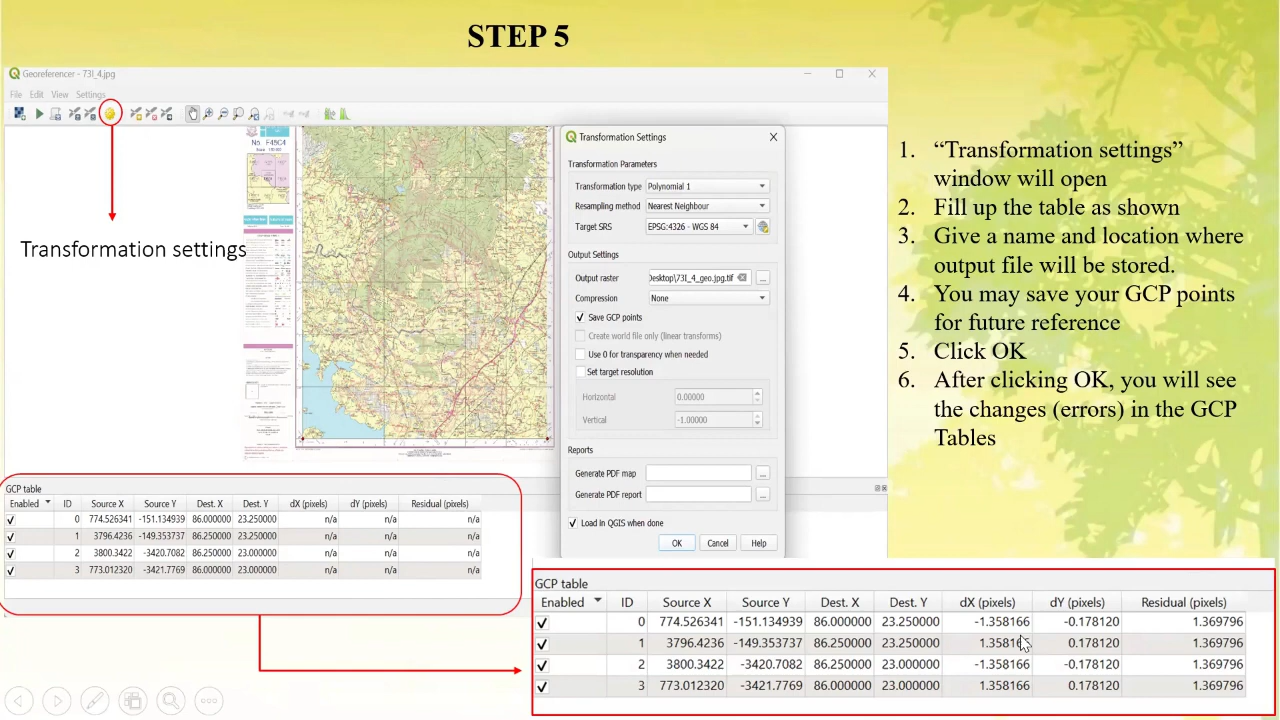 STEP 5
Georeferencer - 73I_4.jpg
File Edit View Settings
No. F45C4
Transformation settings
Transformation Settings
Transformation Parameters
Transformation type Polynomial 1
Resampling method Nearest Neighbour
Target SRS EPSG:4326 - WGS 84
Output Settings
Output raster
Compression None
Save GCP points
Create world file only (linear transforms)
Use 0 for transparency when
Set target resolution
Horizontal
Vertical
Reports
Generate PDF map ...
Generate PDF report ...
Load in QGIS when done
OK Cancel Help
1. “Transformation settings”
window will open
2. Fill up the table as shown
3. Give a name and location where
output file will be stored.
4. You may save your GCP points
for future reference
5. Click OK
6. After clicking OK, you will see
the changes (errors) in the GCP
Tables
GCP table
Enabled ID Source X Source Y Dest. X Dest. Y dX (pixels) dY (pixels) Residual (pixels)
0 774.526341 -151.134939 86.000000 23.250000 n/a n/a n/a
1 3796.4236 -149.353737 86.250000 23.250000 n/a n/a n/a
2 3800.3422 -3420.7082 86.250000 23.000000 n/a n/a n/a
3 773.012320 -3421.7769 86.000000 23.000000 n/a n/a n/a
GCP table
Enabled ID Source X Source Y Dest. X Dest. Y dX (pixels) dY (pixels) Residual (pixels)
0 774.526341 -151.134939 86.000000 23.250000 -1.358166 -0.178120 1.369796
1 3796.4236 -149.353737 86.250000 23.250000 1.358166 0.178120 1.369796
2 3800.3422 -3420.7082 86.250000 23.000000 -1.358166 -0.178120 1.369796
3 773.012320 -3421.7769 86.000000 23.000000 1.358166 0.178120 1.369796